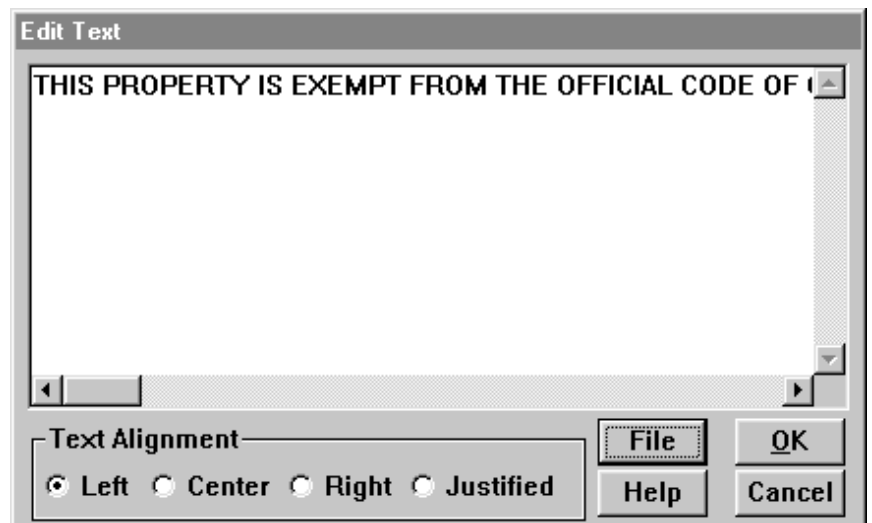 Edit Text
THIS PROPERTY IS EXEMPT FROM THE OFFICIAL CODE OF
Text Alignment
Left Center Right Justified
File OK
Help Cancel